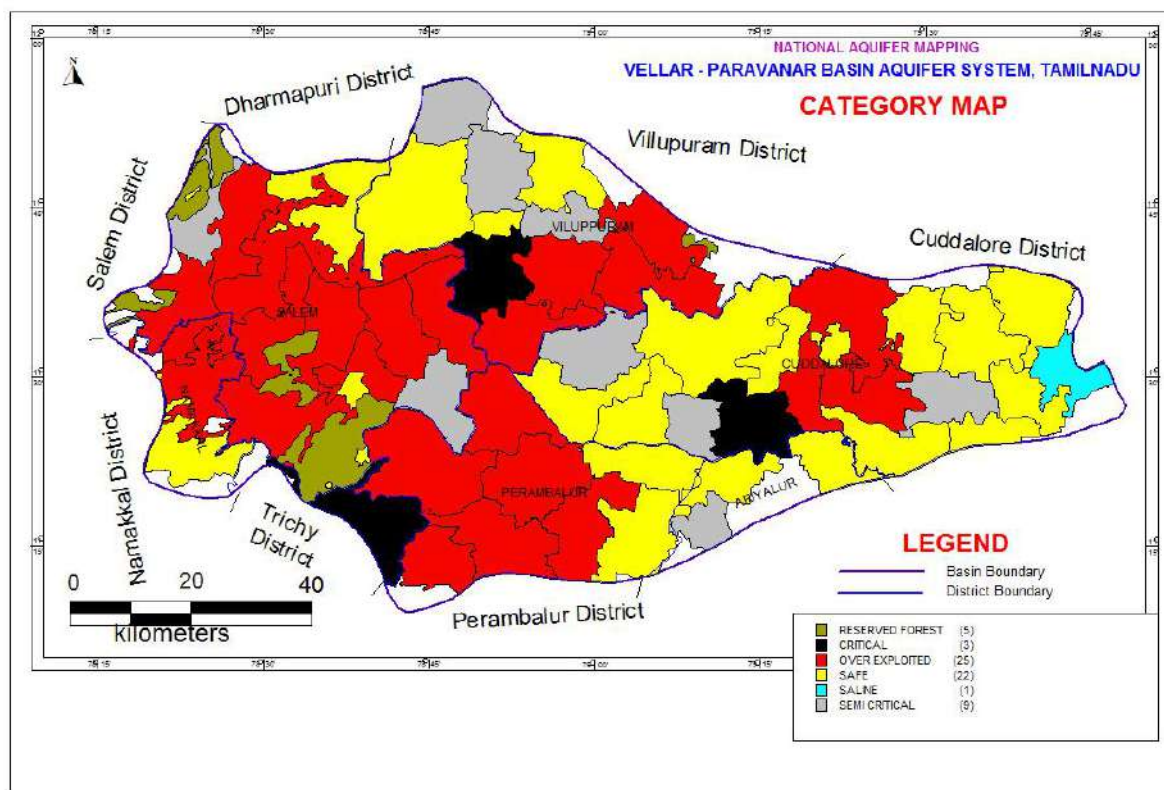 NATIONAL AQUIFER MAPPING
VELLAR - PARAVANAR BASIN AQUIFER SYSTEM, TAMILNADU
CATEGORY MAP
N
Dharmapuri District
Villupuram District
Salem District
Cuddalore District
VILUPPURAM
SALEM
CUDDALORE
Namakkal District
PERAMBALUR
ARIYALUR
Trichy
District
Perambalur District
0 20 40
kilometers
LEGEND
Basin Boundary
District Boundary
RESERVED FOREST (5)
CRITICAL (3)
OVER EXPLOITED (25)
SAFE (22)
SALINE (1)
SEMI CRITICAL (9)